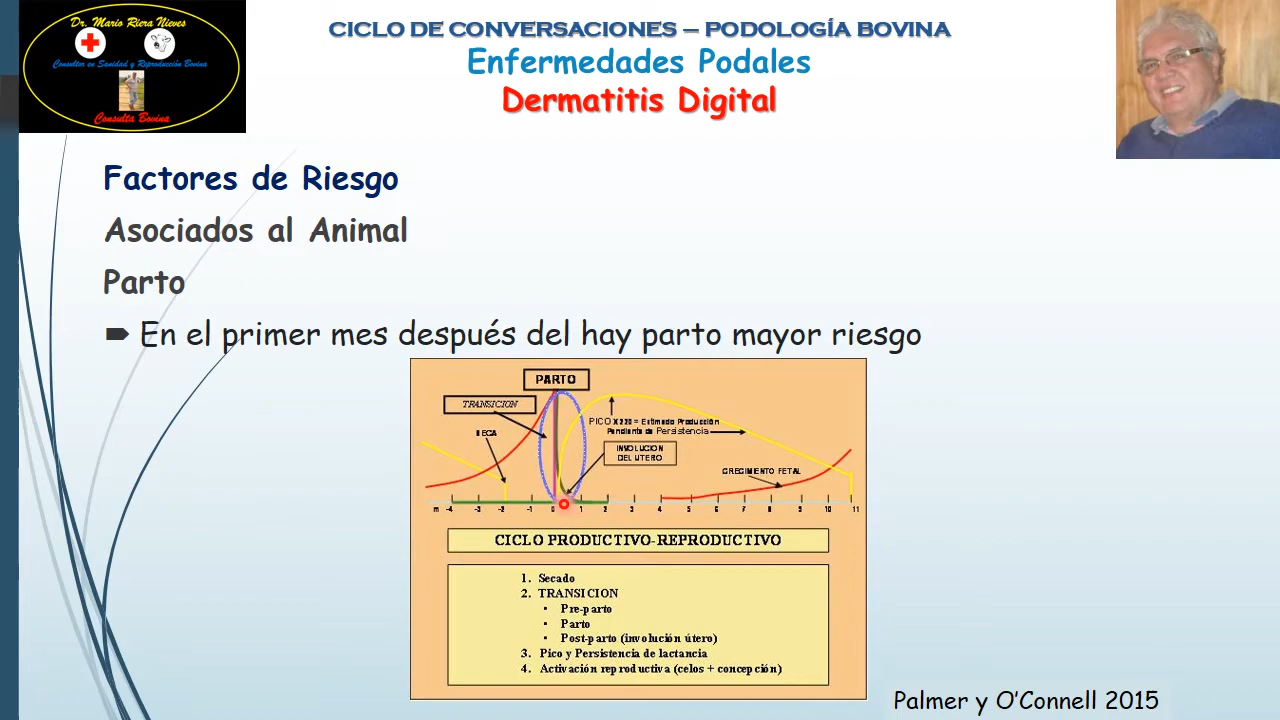 Dr. Mario Riera Nieves
Consultor en Sanidad y Reproducción Bovina
Consulta Bovina
CICLO DE CONVERSACIONES – PODOLOGÍA BOVINA
Enfermedades Podales
Dermatitis Digital
Factores de Riesgo
Asociados al Animal
Parto
En el primer mes después del hay parto mayor riesgo
PARTO
TRANSICION
SECA
PICO X 220 = Estimado Producción
Pendiente de Persistencia
INVOLUCION
DEL UTERO
CRECIMIENTO FETAL
m -4 -3 -2 -1 0 1 2 3 4 5 6 7 8 9 10 11
CICLO PRODUCTIVO-REPRODUCTIVO
1. Secado
2. TRANSICION
• Pre-parto
• Parto
• Post-parto (involución útero)
3. Pico y Persistencia de lactancia
4. Activación reproductiva (celos + concepción)
Palmer y O’Connell 2015